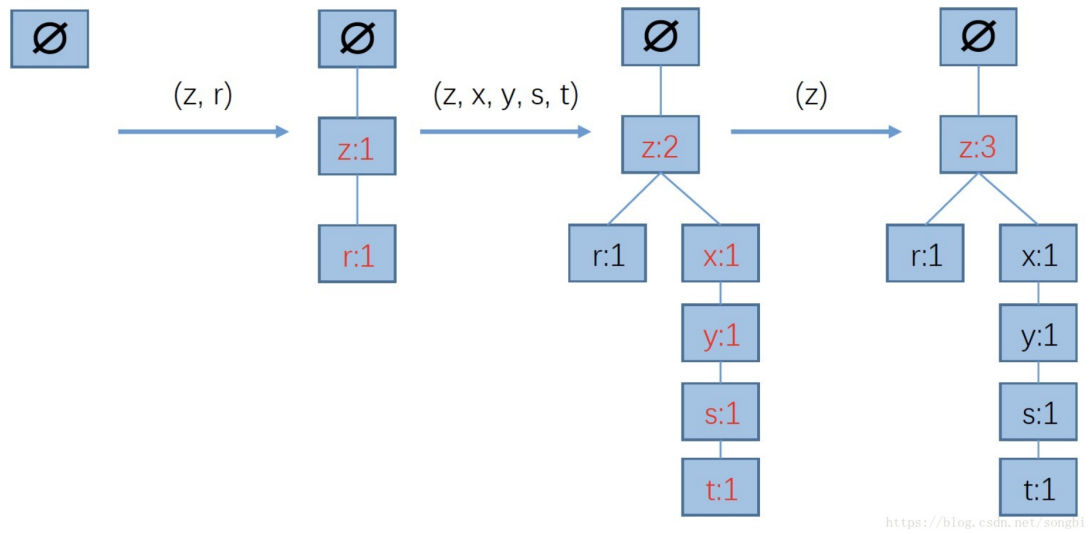 ∅
∅
∅
∅
(z, r)
(z, x, y, s, t)
(z)
z:1
z:2
z:3
r:1
r:1
x:1
r:1
x:1
y:1
y:1
s:1
s:1
t:1
t:1
https://blog.csdn.net/songbi